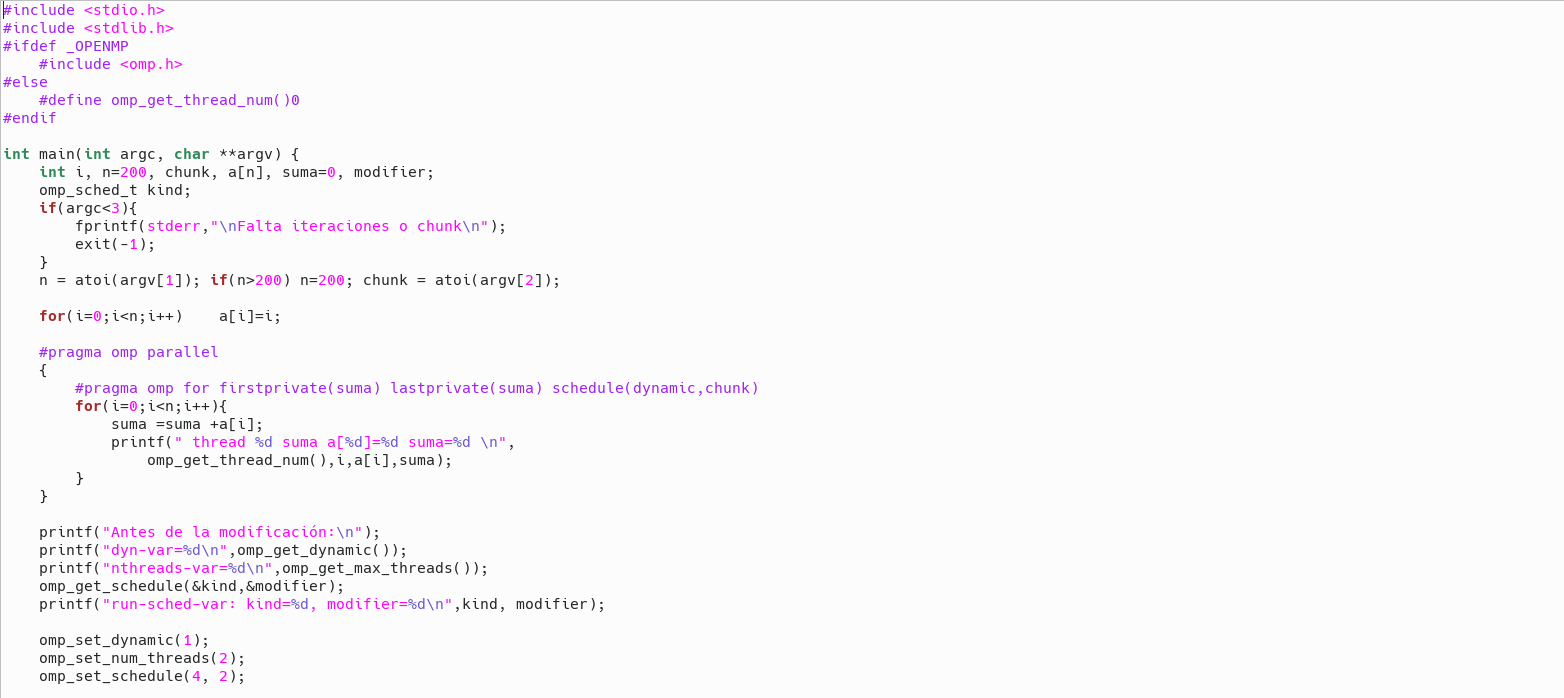 #include <stdio.h>
#include <stdlib.h>
#ifdef _OPENMP
    #include <omp.h>
#else
    #define omp_get_thread_num()0
#endif

int main(int argc, char **argv) {
    int i, n=200, chunk, a[n], suma=0, modifier;
    omp_sched_t kind;
    if(argc<3){
        fprintf(stderr,"\nFalta iteraciones o chunk\n");
        exit(-1);
    }
    n = atoi(argv[1]); if(n>200) n=200; chunk = atoi(argv[2]);

    for(i=0;i<n;i++)    a[i]=i;

    #pragma omp parallel
    {
        #pragma omp for firstprivate(suma) lastprivate(suma) schedule(dynamic,chunk)
        for(i=0;i<n;i++){
            suma =suma +a[i];
            printf(" thread %d suma a[%d]=%d suma=%d \n",
                omp_get_thread_num(),i,a[i],suma);
        }
    }

    printf("Antes de la modificación:\n");
    printf("dyn-var=%d\n",omp_get_dynamic());
    printf("nthreads-var=%d\n",omp_get_max_threads());
    omp_get_schedule(&kind,&modifier);
    printf("run-sched-var: kind=%d, modifier=%d\n",kind, modifier);

    omp_set_dynamic(1);
    omp_set_num_threads(2);
    omp_set_schedule(4, 2);